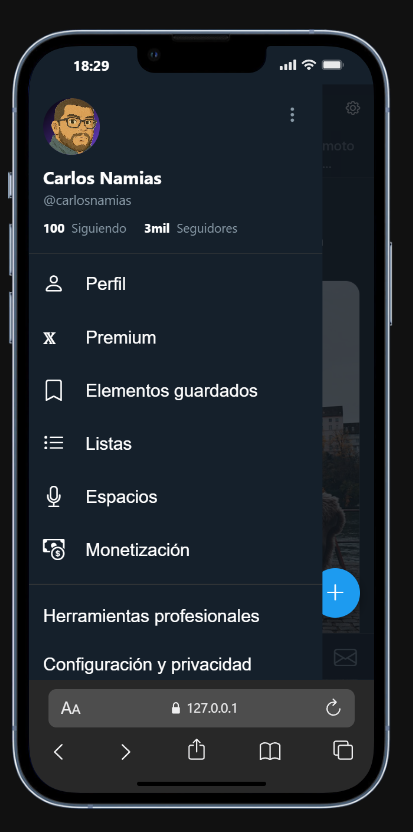 18:29
moto
...
Carlos Namias
@carlosnamias
100 Siguiendo 3mil Seguidores
Perfil
Premium
Elementos guardados
Listas
Espacios
Monetización
Herramientas profesionales
Configuración y privacidad
AA 127.0.0.1